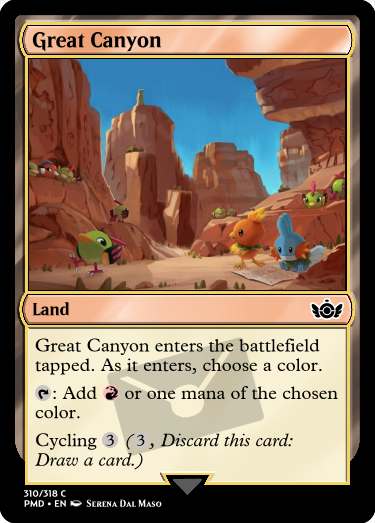 Great Canyon
Land
Great Canyon enters the battlefield
tapped. As it enters, choose a color.
: Add or one mana of the chosen
color.
Cycling 3 (3, Discard this card:
Draw a card.)
310/318 C
PMD • EN Serena Dal Maso